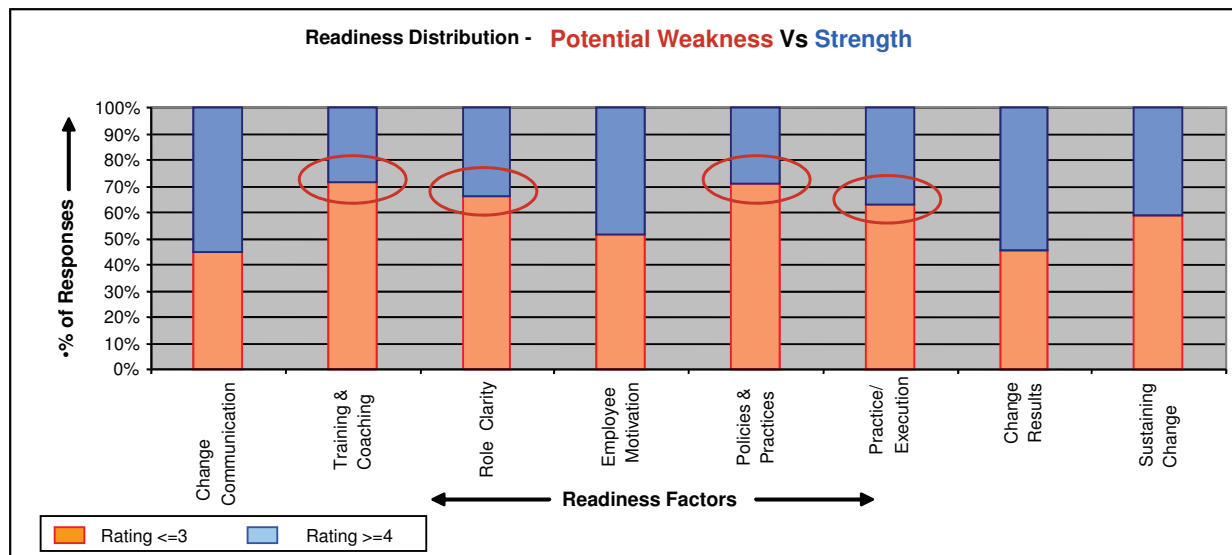 Readiness Distribution - Potential Weakness Vs Strength
•% of Responses
100%
90%
80%
70%
60%
50%
40%
30%
20%
10%
0%
Change
Communication
Training &
Coaching
Role Clarity
Employee
Motivation
Policies &
Practices
Practice/
Execution
Change
Results
Sustaining
Change
Readiness Factors
Rating <=3
Rating >=4